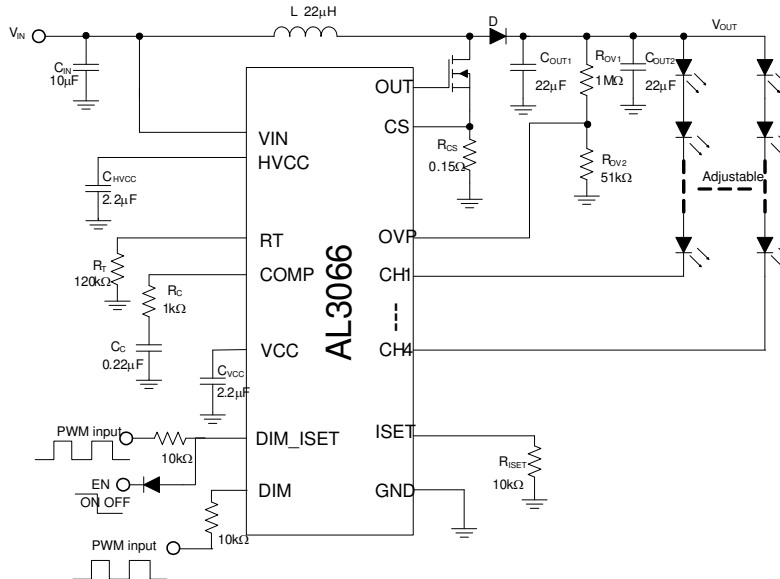 L 22µH
D
VIN
VOUT
CIN
10µF
COUT1
22µF
ROV1
1MΩ
COUT2
22µF
OUT
CS
VIN
HVCC
RCS
0.15Ω
ROV2
51kΩ
Adjustable
CHVCC
2.2µF
RT
OVP
RT
120kΩ
COMP
CH1
RC
1kΩ
AL3066
CC
0.22µF
VCC
CH4
CVCC
2.2µF
PWM input
10kΩ
DIM_ISET
ISET
RISET
10kΩ
EN
ON OFF
DIM
GND
PWM input
10kΩ